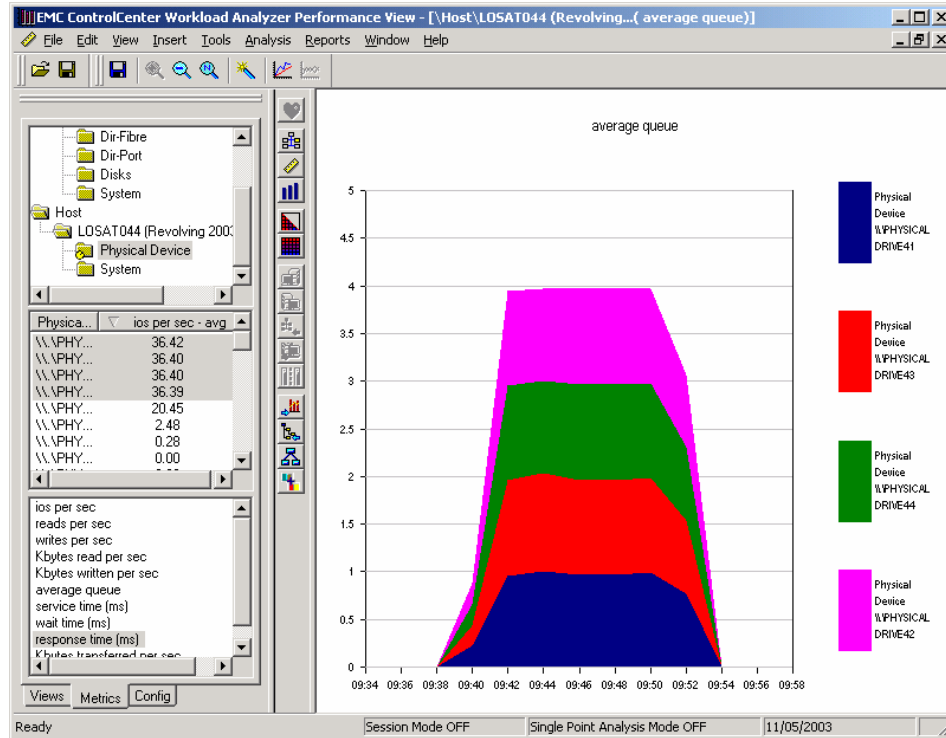 EMC ControlCenter Workload Analyzer Performance View - [\Host\LOSAT044 (Revolving...( average queue)]
File Edit View Insert Tools Analysis Reports Window Help
Dir-Fibre
Dir-Port
Disks
System
Host
LOSAT044 (Revolving 200
Physical Device
System
Physica... ios per sec - avg
\\.\PHY... 36.42
\\.\PHY... 36.40
\\.\PHY... 36.40
\\.\PHY... 36.39
\\.\PHY... 20.45
\\.\PHY... 2.48
\\.\PHY... 0.28
\\.\PHY... 0.00
ios per sec
reads per sec
writes per sec
Kbytes read per sec
Kbytes written per sec
average queue
service time (ms)
wait time (ms)
response time (ms)
Kbytes transferred per sec
Views Metrics Config
average queue
5
4.5
4
3.5
3
2.5
2
1.5
1
0.5
0
09:34 09:36 09:38 09:40 09:42 09:44 09:46 09:48 09:50 09:52 09:54 09:56 09:58
Physical
Device
\\.\PHYSICAL
DRIVE41
Physical
Device
\\.\PHYSICAL
DRIVE43
Physical
Device
\\.\PHYSICAL
DRIVE44
Physical
Device
\\.\PHYSICAL
DRIVE42
Ready Session Mode OFF Single Point Analysis Mode OFF 11/05/2003